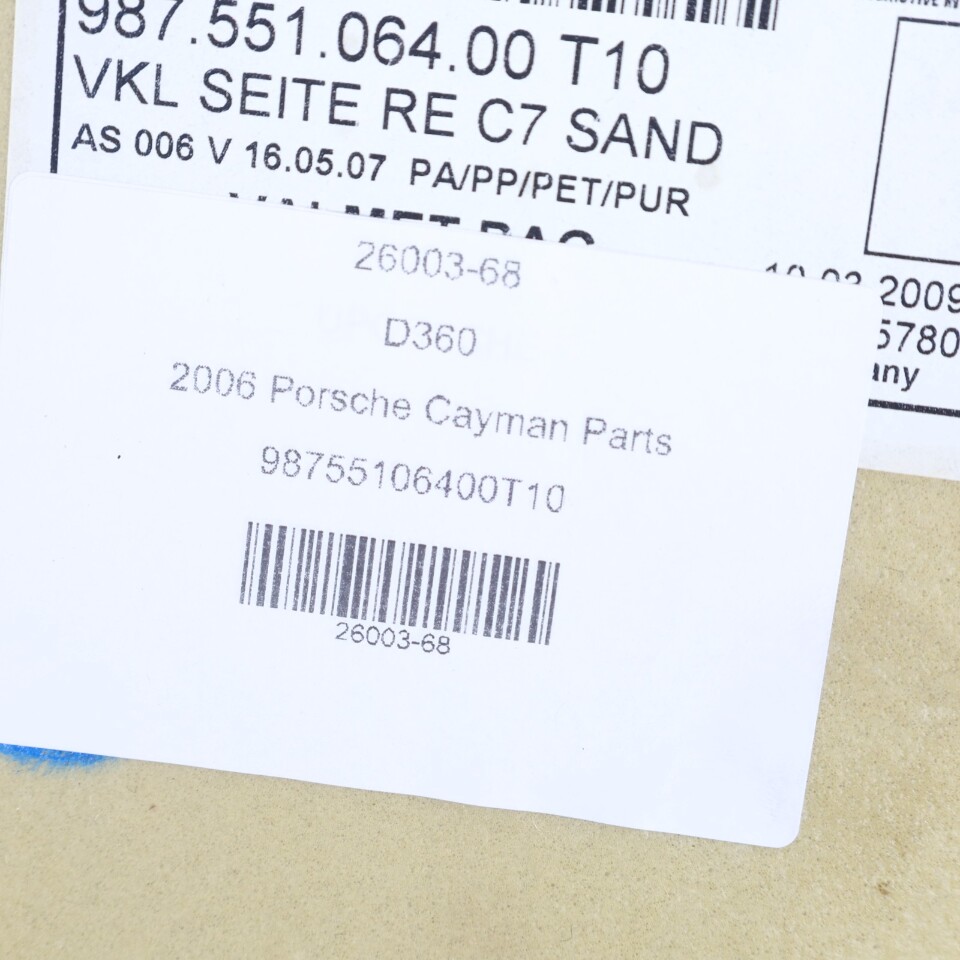 987.551.064.00 T10
VKL SEITE RE C7 SAND
AS 006 V 16.05.07 PA/PP/PET/PUR
2009
5780
26003-68
D360
2006 Porsche Cayman Parts
98755106400T10
26003-68